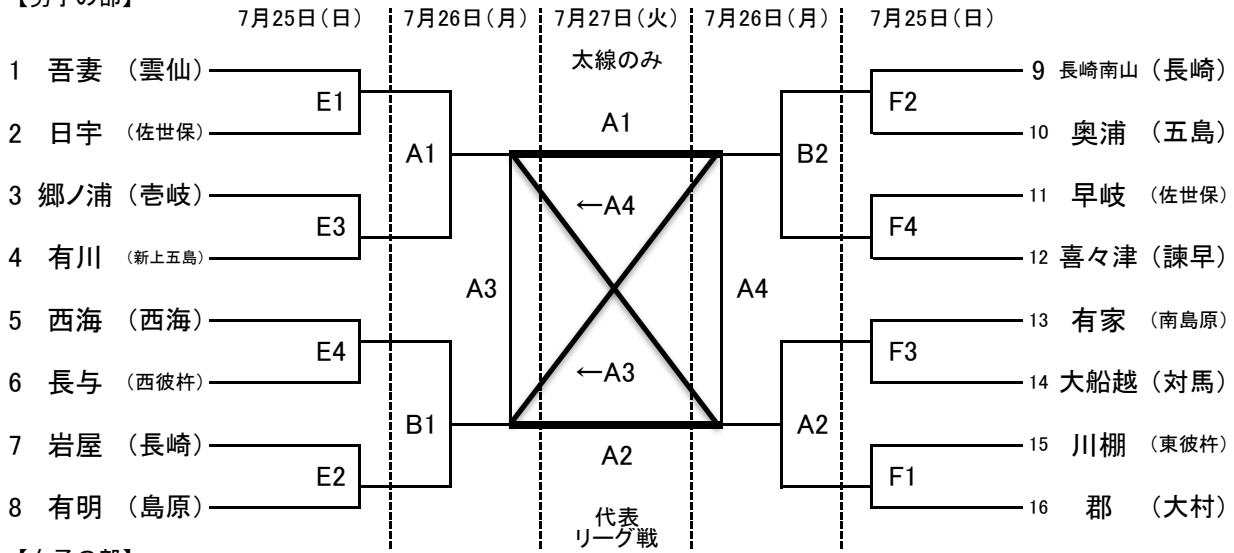 【男子の部】
7月25日(日) 7月26日(月) 7月27日(火) 7月26日(月) 7月25日(日)
太線のみ
1 吾妻 (雲仙)
E1
2 日宇 (佐世保)
A1
3 郷ノ浦 (壱岐)
E3
4 有川 (新上五島)
A3
5 西海 (西海)
E4
6 長与 (西彼杵)
B1
7 岩屋 (長崎)
E2
8 有明 (島原)
A1
←A4
←A3
A2
代表
リーグ戦
9 長崎南山 (長崎)
F2
10 奥浦 (五島)
B2
11 早岐 (佐世保)
F4
12 喜々津 (諫早)
A4
13 有家 (南島原)
F3
14 大船越 (対馬)
A2
15 川棚 (東彼杵)
F1
16 郡 (大村)
【女子の部】